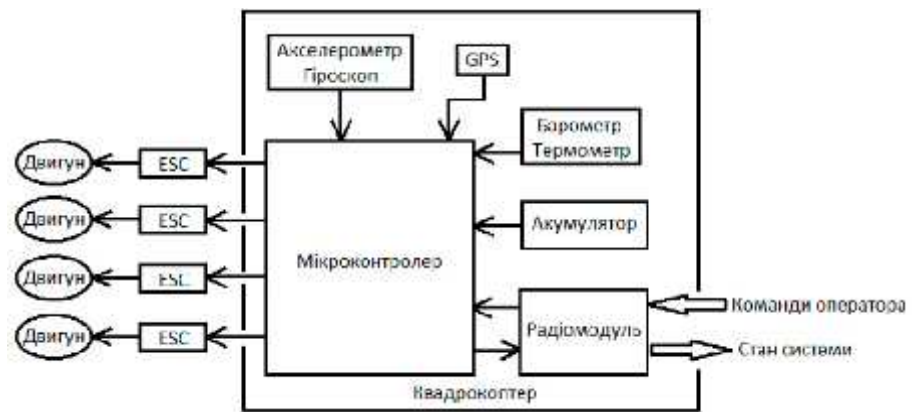 Акселерометр
Гіроскоп
GPS
Барометр
Термометр
Двигун
ESC
Двигун
ESC
Акумулятор
Двигун
ESC
Мікроконтролер
Команди оператора
Двигун
ESC
Радіомодуль
Стан системи
Квадрокоптер